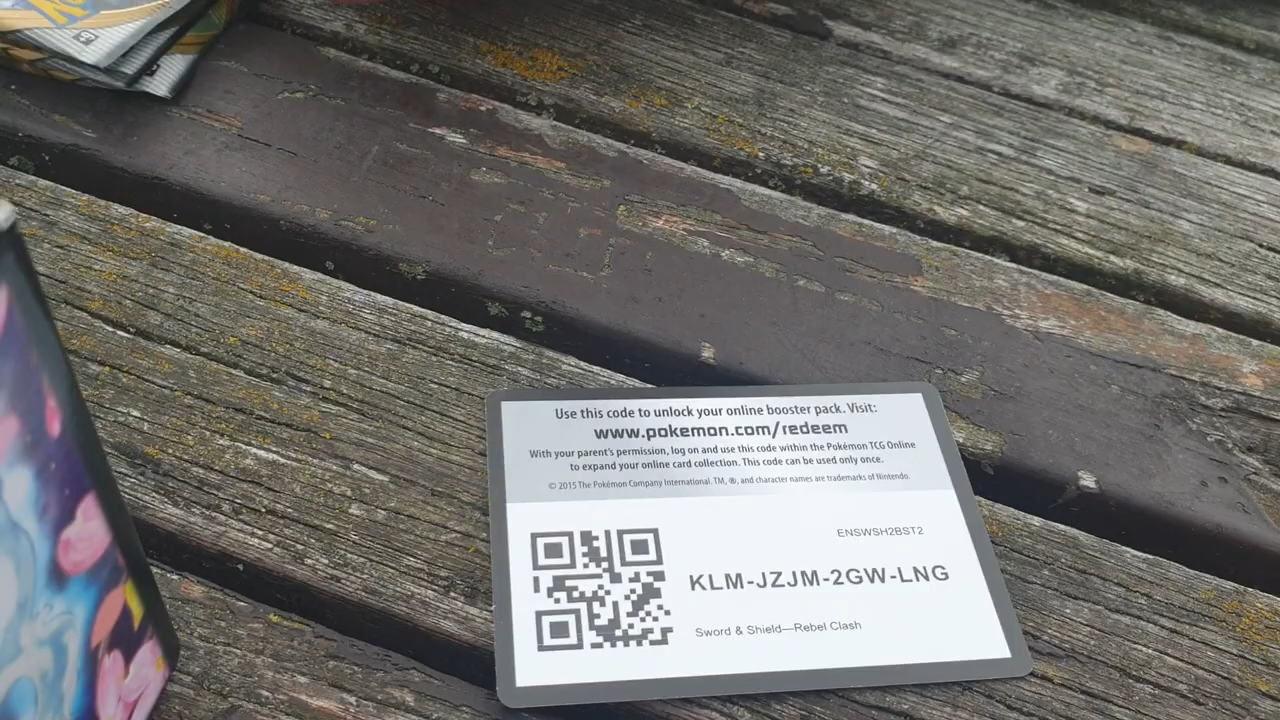 Use this code to unlock your online booster pack. Visit:
www.pokemon.com/redeem
With your parent's permission, log on and use this code within the Pokémon TCG Online
to expand your online card collection. This code can be used only once.
© 2015 The Pokémon Company International. TM, ®, and character names are trademarks of Nintendo.
ENSWSH2BST2
KLM-JZJM-2GW-LNG
Sword & Shield—Rebel Clash